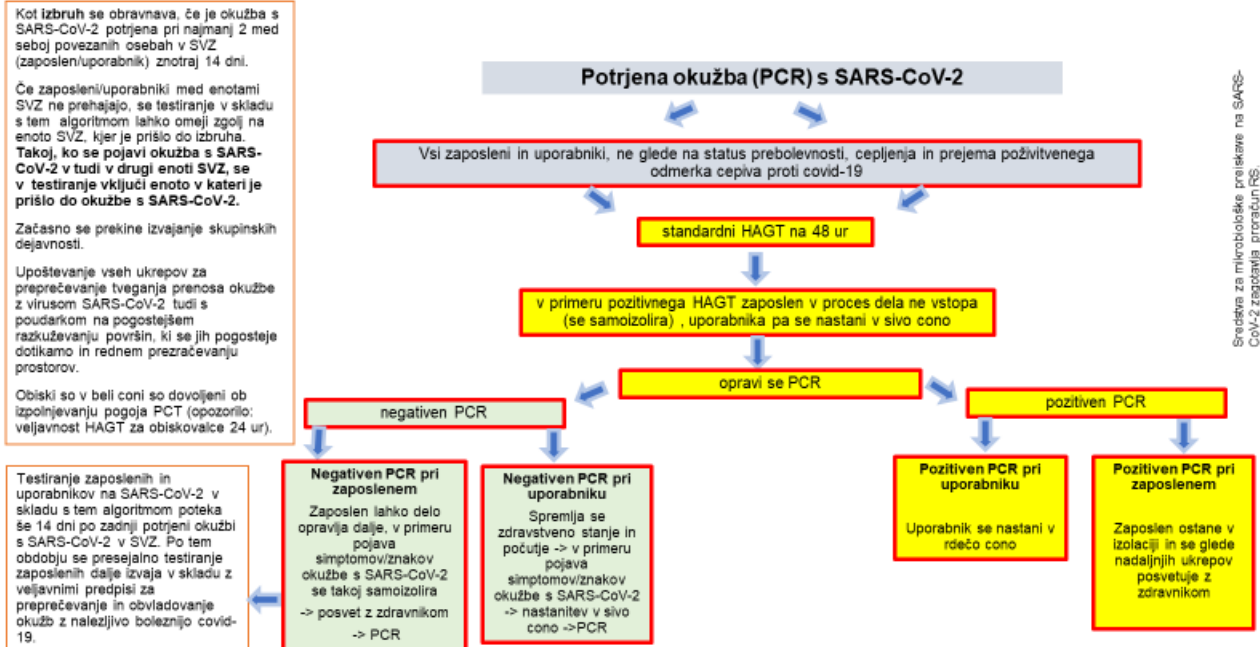 Kot izbruh se obravnava, če je okužba s
SARS-CoV-2 potrjena pri najmanj 2 med
seboj povezanih osebah v SVZ
(zaposlen/uporabnik) znotraj 14 dni.
Če zaposleni/uporabniki med enotami
SVZ ne prehajajo, se testiranje v skladu
s tem algoritmom lahko omeji zgolj na
enoto SVZ, kjer je prišlo do izbruha.
Takoj, ko se pojavi okužba s SARS-
CoV-2 v tudi v drugi enoti SVZ, se
v testiranje vključi enoto v kateri je
prišlo do okužbe s SARS-CoV-2.
Začasno se prekine izvajanje skupinskih
dejavnosti.
Upoštevanje vseh ukrepov za
preprečevanje tveganja prenosa okužbe
z virusom SARS-CoV-2 tudi s
poudarkom na pogostejšem
razkuževanju površin, ki se jih pogosteje
dotikamo in rednem prezračevanju
prostorov.
Obiski so v beli coni so dovoljeni ob
izpolnjevanju pogoja PCT (opozorilo:
veljavnost HAGT za obiskovalce 24 ur).
Testiranje zaposlenih in
uporabnikov na SARS-CoV-2 v
skladu s tem algoritmom poteka
še 14 dni po zadnji potrjeni okužbi
s SARS-CoV-2 v SVZ. Po tem
obdobju se presejalno testiranje
zaposlenih dalje izvaja v skladu z
veljavnimi predpisi za
preprečevanje in obvladovanje
okužb z nalezljivo boleznijo covid-
19.
Potrjena okužba (PCR) s SARS-CoV-2
Vsi zaposleni in uporabniki, ne glede na status prebolevnosti, cepljenja in prejema poživitvenega
odmerka cepiva proti covid-19
standardni HAGT na 48 ur
v primeru pozitivnega HAGT zaposlen v proces dela ne vstopa
(se samoizolira) , uporabnika pa se nastani v sivo cono
opravi se PCR
negativen PCR
pozitiven PCR
Negativen PCR pri
zaposlenem
Zaposlen lahko delo
opravlja dalje, v primeru
pojava
simptomov/znakov
okužbe s SARS-CoV-2
se takoj samoizolira
-> posvet z zdravnikom
-> PCR
Negativen PCR pri
uporabniku
Spremlja se
zdravstveno stanje in
počutje -> v primeru
pojava
simptomov/znakov
okužbe s SARS-CoV-2
-> nastanitev v sivo
cono ->PCR
Pozitiven PCR pri
uporabniku
Uporabnik se nastani v
rdečo cono
Pozitiven PCR pri
zaposlenem
Zaposlen ostane v
izolaciji in se glede
nadaljnjih ukrepov
posvetuje z
zdravnikom
Sredstva za mikrobiološke preiskave na SARS-
CoV-2 zagotavlja proračun RS.